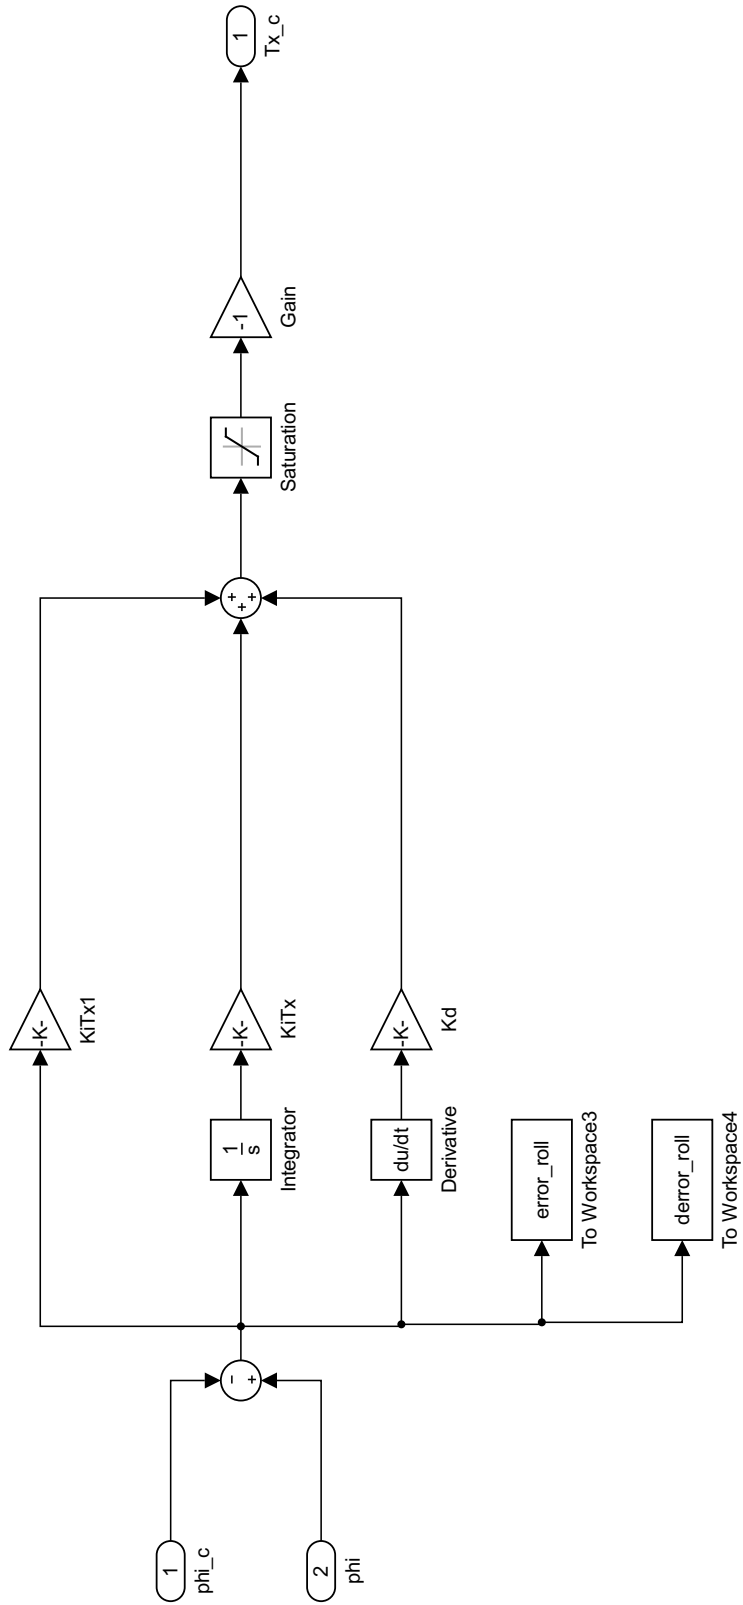 1
phi_c
2
phi
−
+
-K-
KiTx1
1
s
Integrator
-K-
KiTx
du/dt
Derivative
-K-
Kd
error_roll
To Workspace3
derror_roll
To Workspace4
+
+
+
Saturation
-1
Gain
1
Tx_c